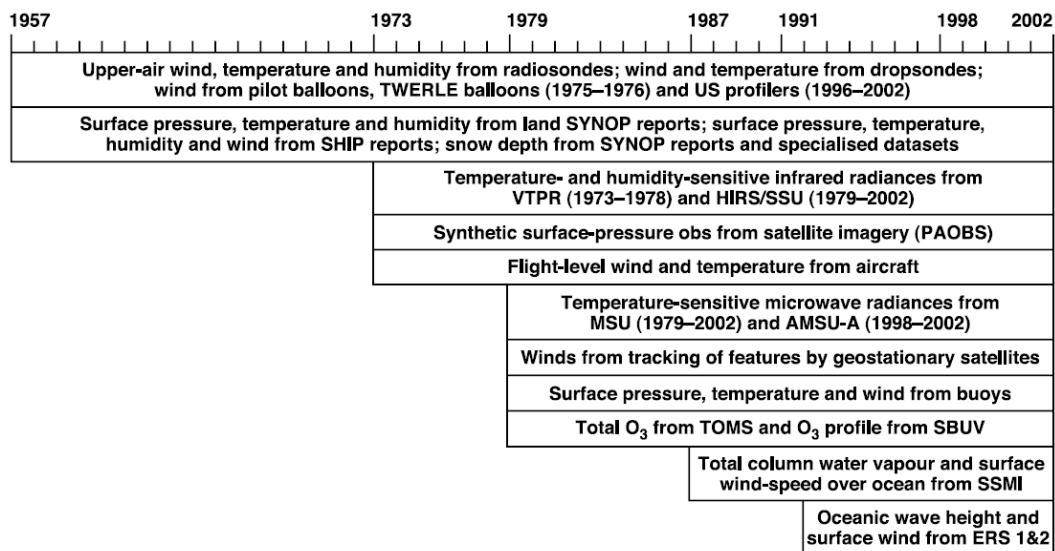 1957 1973 1979 1987 1991 1998 2002
Upper-air wind, temperature and humidity from radiosondes; wind and temperature from dropsondes;
wind from pilot balloons, TWERLE balloons (1975–1976) and US profilers (1996–2002)
Surface pressure, temperature and humidity from land SYNOP reports; surface pressure, temperature,
humidity and wind from SHIP reports; snow depth from SYNOP reports and specialised datasets
Temperature- and humidity-sensitive infrared radiances from
VTPR (1973–1978) and HIRS/SSU (1979–2002)
Synthetic surface-pressure obs from satellite imagery (PAOBS)
Flight-level wind and temperature from aircraft
Temperature-sensitive microwave radiances from
MSU (1979–2002) and AMSU-A (1998–2002)
Winds from tracking of features by geostationary satellites
Surface pressure, temperature and wind from buoys
Total O₃ from TOMS and O₃ profile from SBUV
Total column water vapour and surface
wind-speed over ocean from SSMI
Oceanic wave height and
surface wind from ERS 1&2